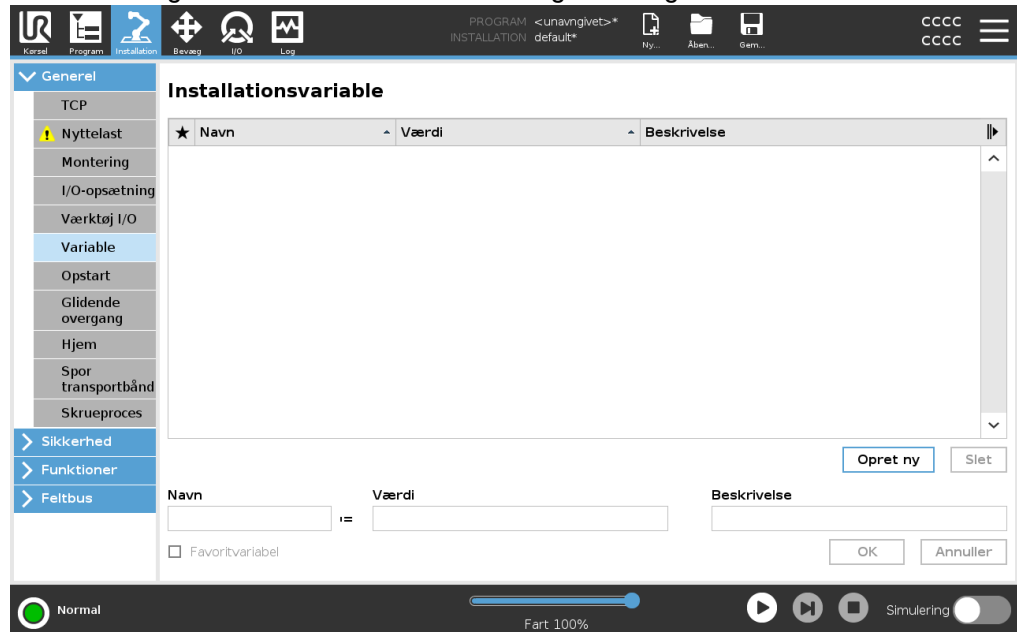 PROGRAM <unavngivet>*
INSTALLATION default*
CCCC
CCCC
Kørsel Program Installation Bevæg I/O Log Ny... Åben... Gem...
Generel
TCP
Nyttelast
Montering
I/O-opsætning
Værktøj I/O
Variable
Opstart
Glidende
overgang
Hjem
Spor
transportbånd
Skrueproces
Sikkerhed
Funktioner
Feltbus
Installationsvariable
★ Navn Værdi Beskrivelse
Opret ny Slet
Navn Værdi Beskrivelse
:=
Favoritvariabel OK Annuller
Normal Fart 100% Simulering